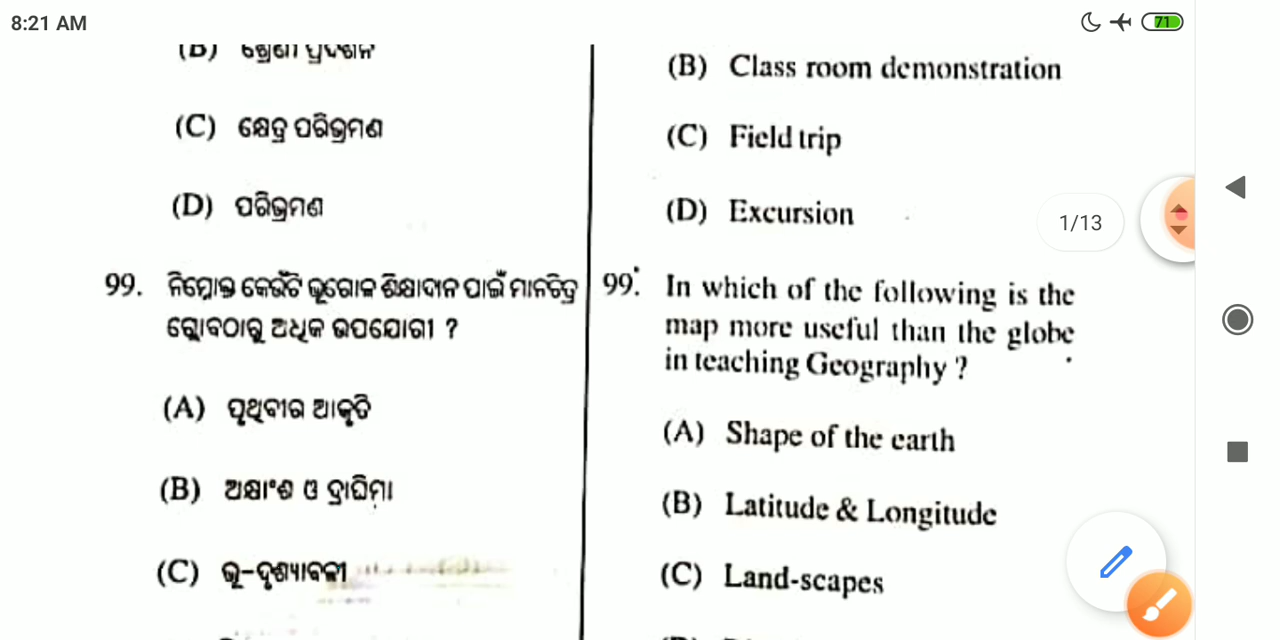 8:21 AM
71
(B) ଶ୍ରେଣୀ ପ୍ରଦର୍ଶନ
(C) କ୍ଷେତ୍ର ପରିଭ୍ରମଣ
(D) ପରିଭ୍ରମଣ
99. ନିମ୍ନୋକ୍ତ କେଉଁଟି ଭୂଗୋଳ ଶିକ୍ଷାଦାନ ପାଇଁ ମାନଚିତ୍ର
ଗ୍ଲୋବଠାରୁ ଅଧିକ ଉପଯୋଗୀ ?
(A) ପୃଥିବୀର ଆକୃତି
(B) ଅକ୍ଷାଂଶ ଓ ଦ୍ରାଘିମା
(C) ଭୂ-ଦୃଶ୍ୟାବଳୀ
(B) Class room demonstration
(C) Field trip
(D) Excursion
99. In which of the following is the
map more useful than the globe
in teaching Geography ?
(A) Shape of the earth
(B) Latitude & Longitude
(C) Land-scapes
1/13